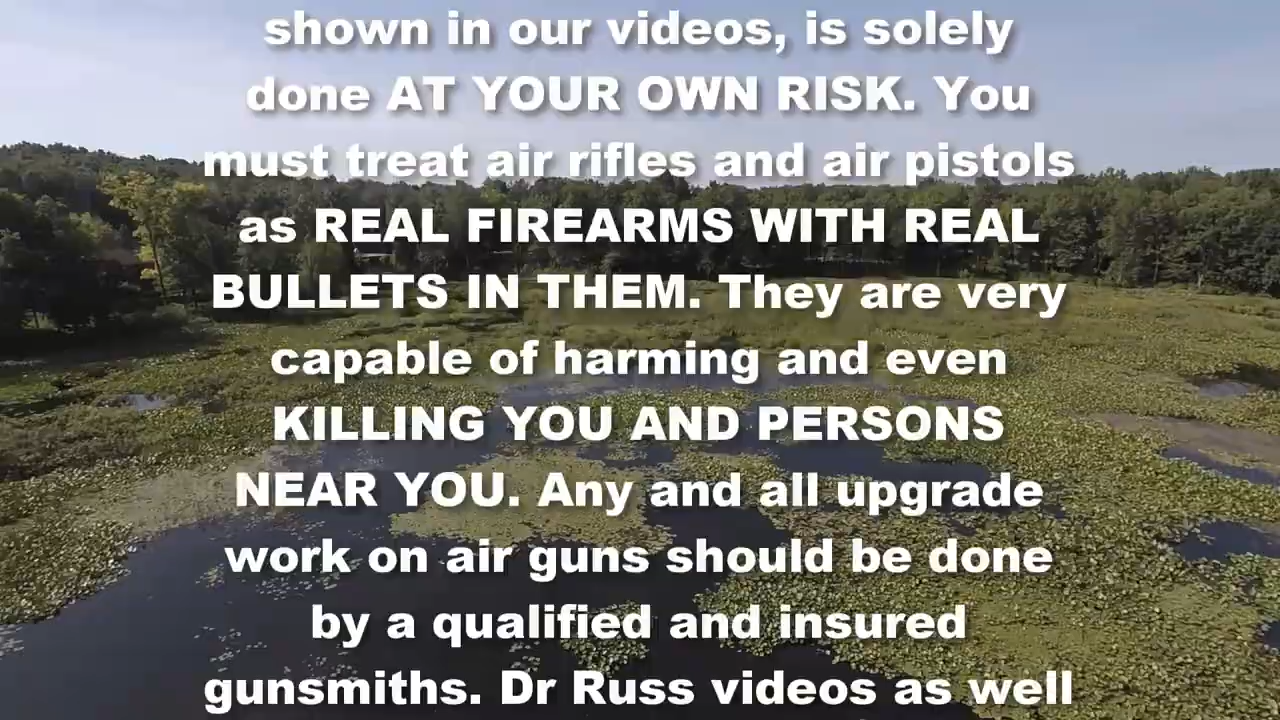 shown in our videos, is solely
done AT YOUR OWN RISK. You
must treat air rifles and air pistols
as REAL FIREARMS WITH REAL
BULLETS IN THEM. They are very
capable of harming and even
KILLING YOU AND PERSONS
NEAR YOU. Any and all upgrade
work on air guns should be done
by a qualified and insured
gunsmiths. Dr Russ videos as well